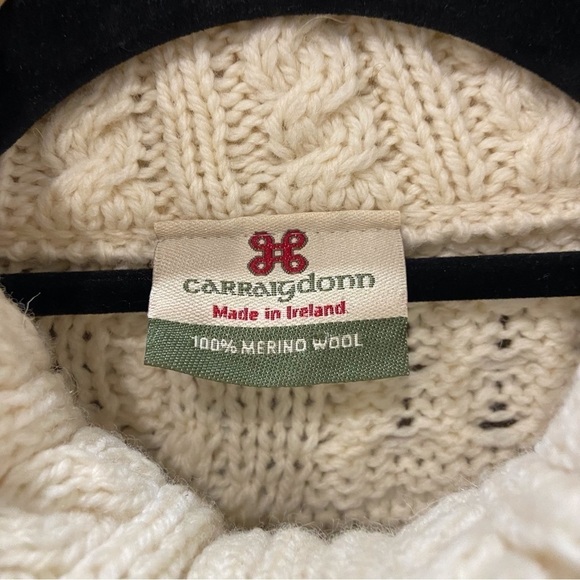 CARRAIGDONN
Made in Ireland
100% MERINO WOOL